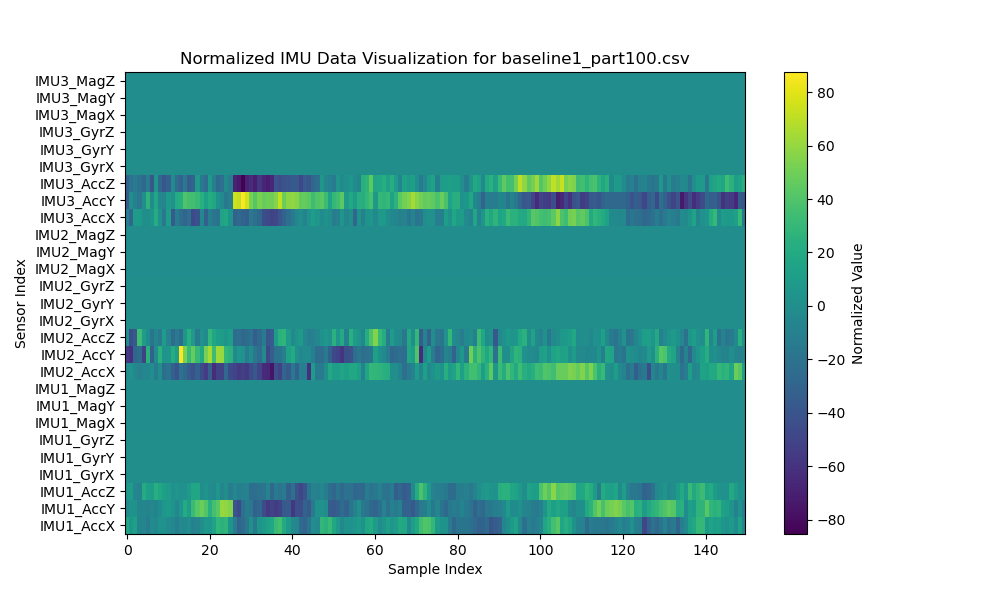 Normalized IMU Data Visualization for baseline1_part100.csv
IMU3_MagZ
IMU3_MagY
IMU3_MagX
IMU3_GyrZ
IMU3_GyrY
IMU3_GyrX
IMU3_AccZ
IMU3_AccY
IMU3_AccX
IMU2_MagZ
IMU2_MagY
IMU2_MagX
IMU2_GyrZ
IMU2_GyrY
IMU2_GyrX
IMU2_AccZ
IMU2_AccY
IMU2_AccX
IMU1_MagZ
IMU1_MagY
IMU1_MagX
IMU1_GyrZ
IMU1_GyrY
IMU1_GyrX
IMU1_AccZ
IMU1_AccY
IMU1_AccX
Sensor Index
0 20 40 60 80 100 120 140
Sample Index
80
60
40
20
0
−20
−40
−60
−80
Normalized Value